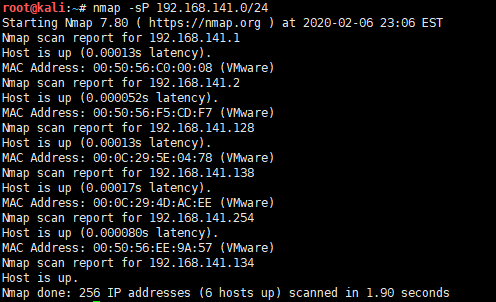 root@kali:~# nmap -sP 192.168.141.0/24
Starting Nmap 7.80 ( https://nmap.org ) at 2020-02-06 23:06 EST
Nmap scan report for 192.168.141.1
Host is up (0.00013s latency).
MAC Address: 00:50:56:C0:00:08 (VMware)
Nmap scan report for 192.168.141.2
Host is up (0.000052s latency).
MAC Address: 00:50:56:F5:CD:F7 (VMware)
Nmap scan report for 192.168.141.128
Host is up (0.00013s latency).
MAC Address: 00:0C:29:5E:04:78 (VMware)
Nmap scan report for 192.168.141.138
Host is up (0.00017s latency).
MAC Address: 00:0C:29:4D:AC:EE (VMware)
Nmap scan report for 192.168.141.254
Host is up (0.000080s latency).
MAC Address: 00:50:56:EE:9A:57 (VMware)
Nmap scan report for 192.168.141.134
Host is up.
Nmap done: 256 IP addresses (6 hosts up) scanned in 1.90 seconds